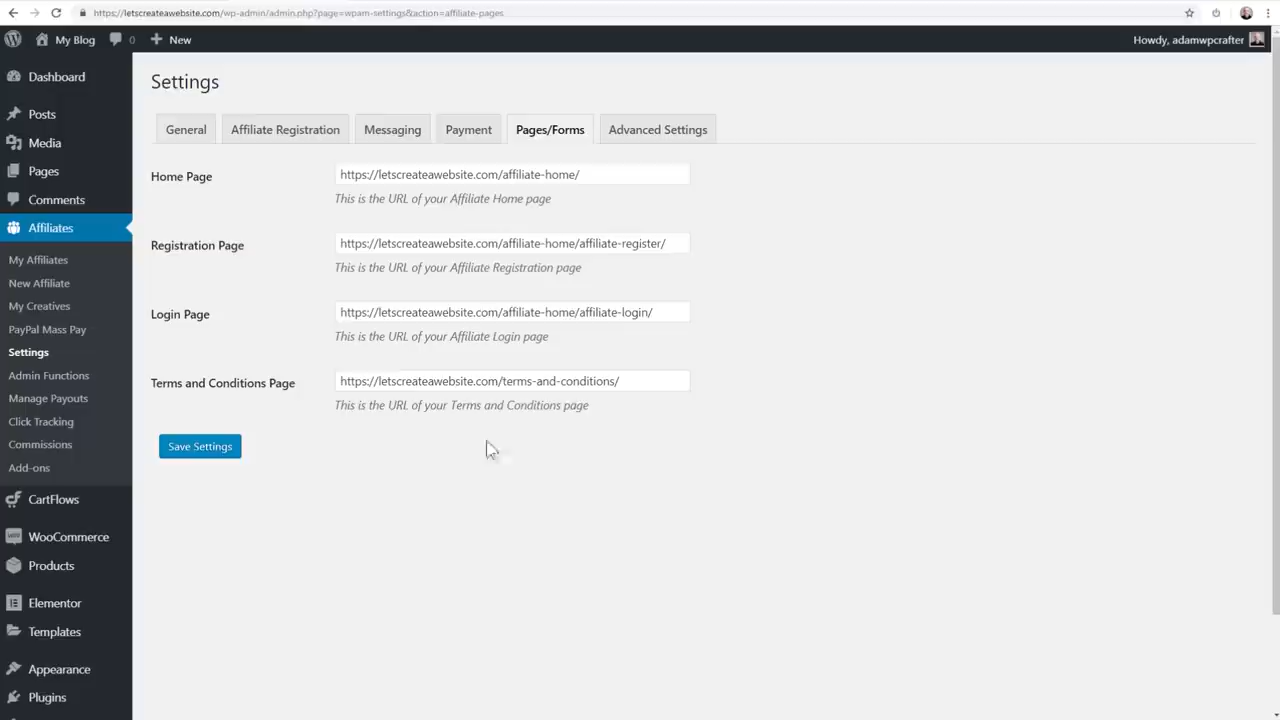 https://letscreateawebsite.com/wp-admin/admin.php?page=wpam-settings&action=affiliate-pages
My Blog 0 New Howdy, adamwpcrafter
Dashboard
Posts
Media
Pages
Comments
Affiliates
My Affiliates
New Affiliate
My Creatives
PayPal Mass Pay
Settings
Admin Functions
Manage Payouts
Click Tracking
Commissions
Add-ons
CartFlows
WooCommerce
Products
Elementor
Templates
Appearance
Plugins
Settings
General Affiliate Registration Messaging Payment Pages/Forms Advanced Settings
Home Page https://letscreateawebsite.com/affiliate-home/
This is the URL of your Affiliate Home page
Registration Page https://letscreateawebsite.com/affiliate-home/affiliate-register/
This is the URL of your Affiliate Registration page
Login Page https://letscreateawebsite.com/affiliate-home/affiliate-login/
This is the URL of your Affiliate Login page
Terms and Conditions Page https://letscreateawebsite.com/terms-and-conditions/
This is the URL of your Terms and Conditions page
Save Settings